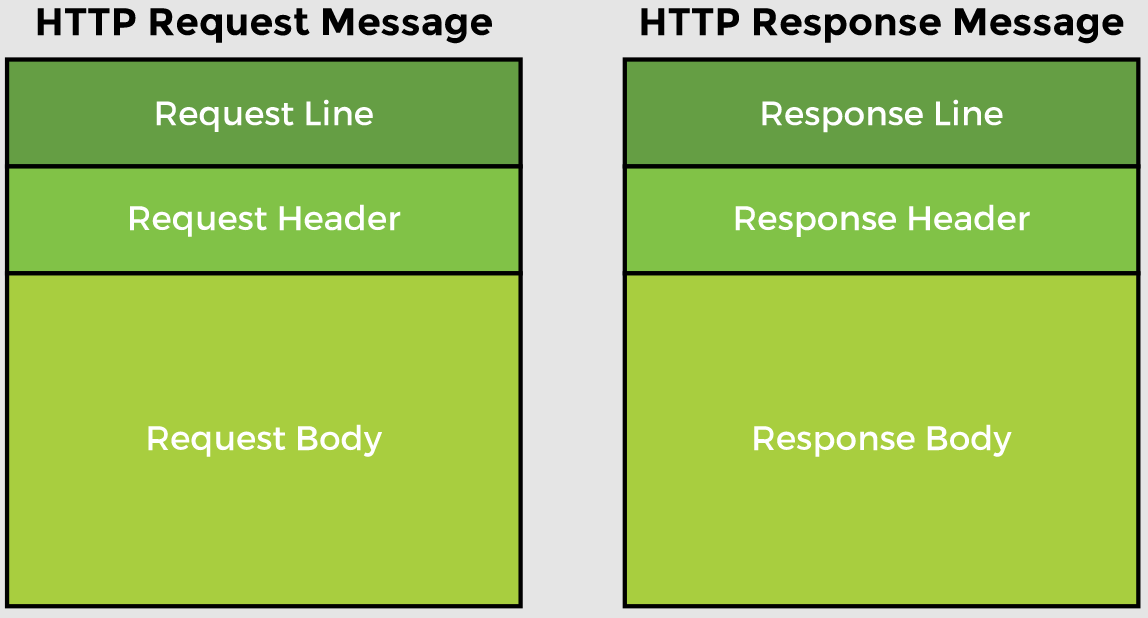 HTTP Request Message
Request Line
Request Header
Request Body
HTTP Response Message
Response Line
Response Header
Response Body